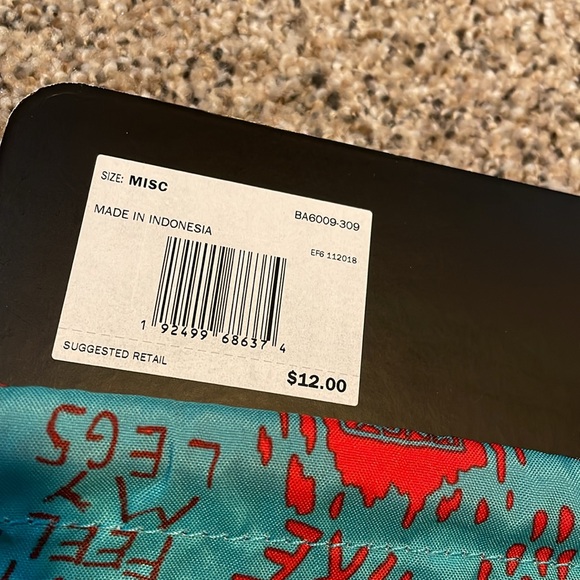 SIZE: MISC
BA6009-309
MADE IN INDONESIA
EF6 112018
1 92499 68637 4
SUGGESTED RETAIL
$12.00
LEGS
MY
FEEL